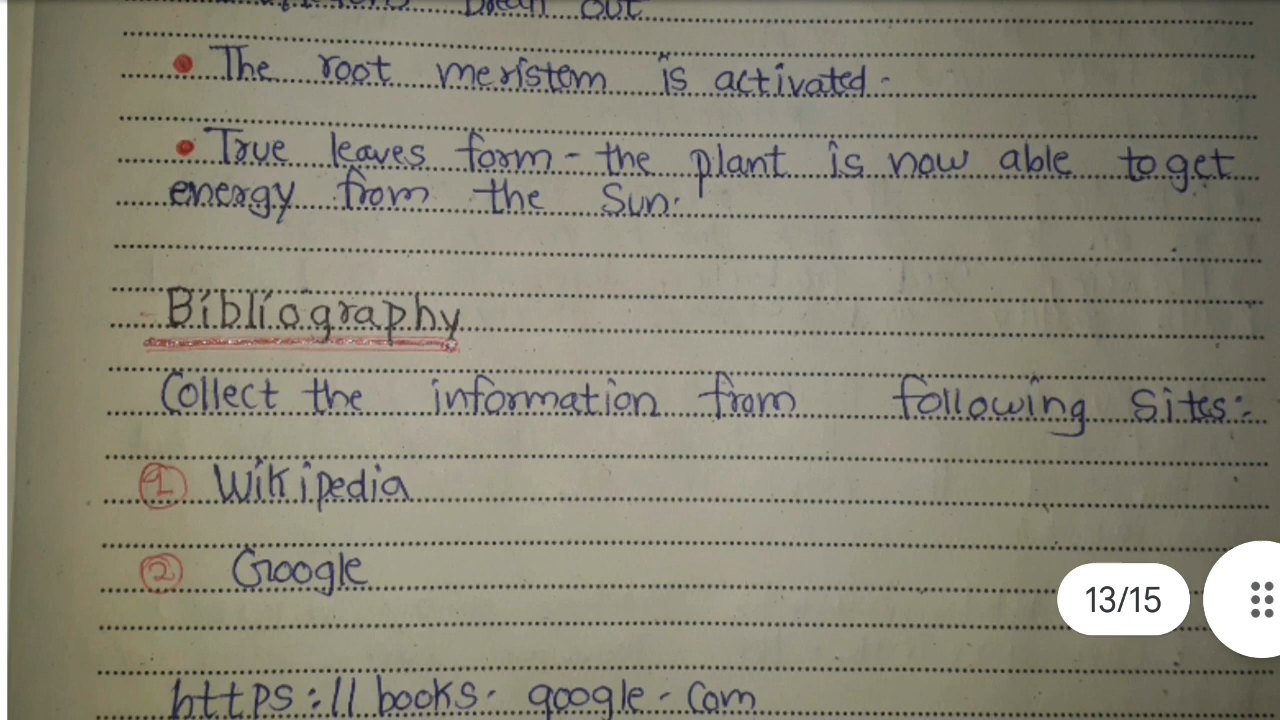 out
• The root meristem is activated.
• True leaves form - the plant is now able to get
energy from the Sun.
Bibliography
Collect the information from following Sites:-
1 Wikipedia
2 Google
13/15
https://books.google.com